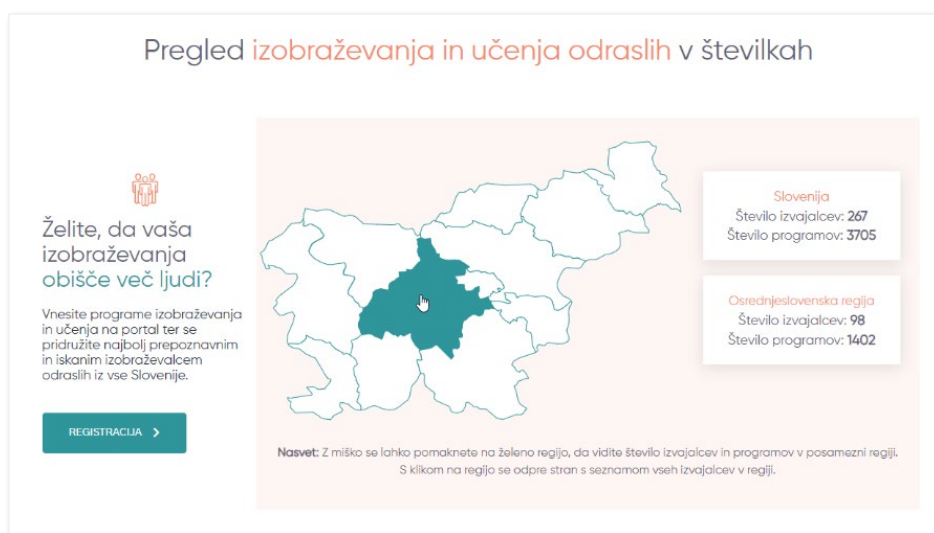 Pregled izobraževanja in učenja odraslih v številkah
Želite, da vaša
izobraževanja
obišče več ljudi?
Vnesite programe izobraževanja
in učenja na portal ter se
pridružite najbolj prepoznavnim
in iskanim izobraževalcem
odraslih iz vse Slovenije.
REGISTRACIJA
Slovenija
Število izvajalcev: 267
Število programov: 3705
Osrednjeslovenska regija
Število izvajalcev: 98
Število programov: 1402
Nasvet: Z miško se lahko pomaknete na želeno regijo, da vidite število izvajalcev in programov v posamezni regiji.
S klikom na regijo se odpre stran s seznamom vseh izvajalcev v regiji.